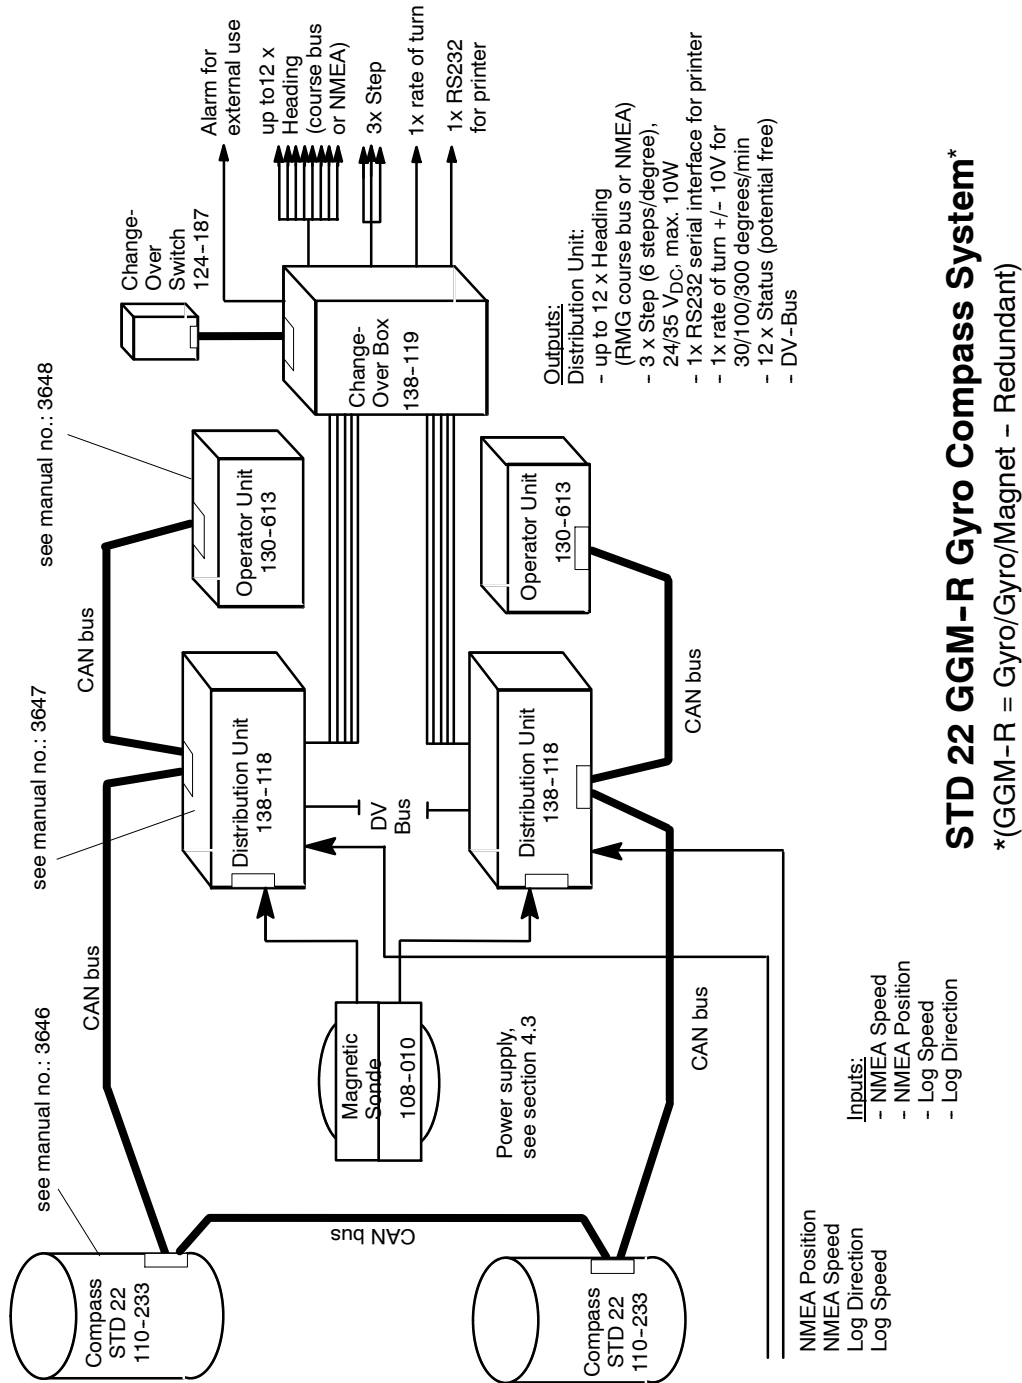 Compass
STD 22
110-233
see manual no.: 3646
CAN bus
see manual no.: 3647
CAN bus
see manual no.: 3648
Distribution Unit
138-118
Operator Unit
130-613
Change-
Over
Switch
124-187
Change-
Over Box
138-119
Alarm for
external use
up to12 x
Heading
(course bus
or NMEA)
3x Step
1x rate of turn
1x RS232
for printer
CAN bus
Magnetic
Sonde
108-010
DV
Bus
Power supply,
see section 4.3
Compass
STD 22
110-233
CAN bus
Distribution Unit
138-118
CAN bus
Operator Unit
130-613
Outputs:
Distribution Unit:
- up to 12 x Heading
(RMG course bus or NMEA)
- 3 x Step (6 steps/degree),
24/35 VDC, max. 10W
- 1x RS232 serial interface for printer
- 1x rate of turn +/- 10V for
30/100/300 degrees/min
- 12 x Status (potential free)
- DV-Bus
NMEA Position
NMEA Speed
Log Direction
Log Speed
Inputs:
- NMEA Speed
- NMEA Position
- Log Speed
- Log Direction
STD 22 GGM-R Gyro Compass System*
*(GGM-R = Gyro/Gyro/Magnet - Redundant)